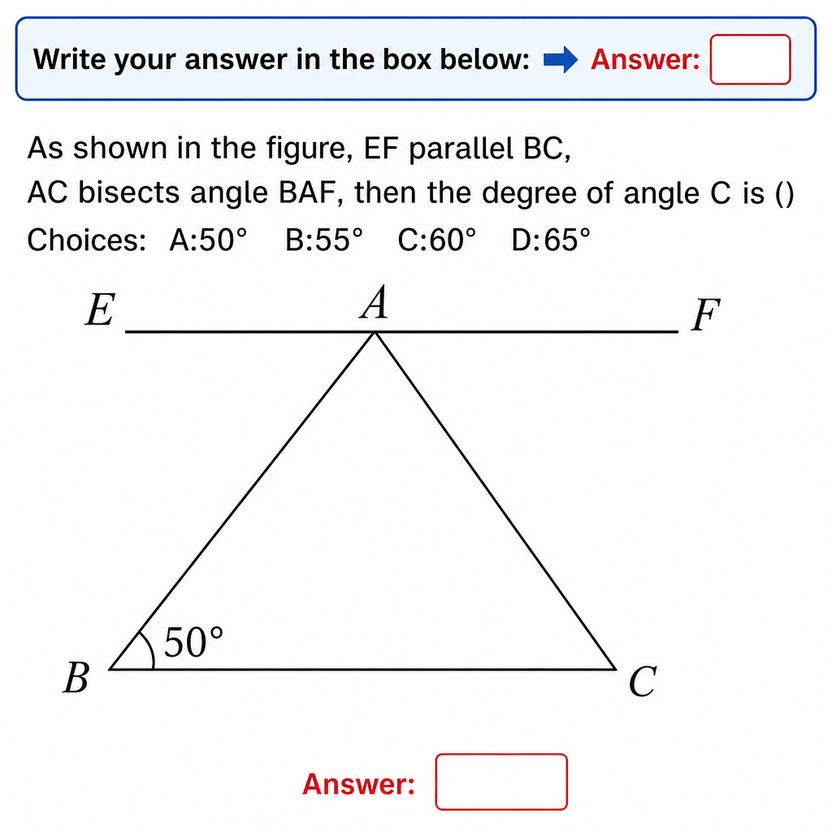 Write your answer in the box below: ➡ Answer:
As shown in the figure, EF parallel BC,
AC bisects angle BAF, then the degree of angle C is ()
Choices: A:50° B:55° C:60° D:65°
E A F
50°
B C
Answer: